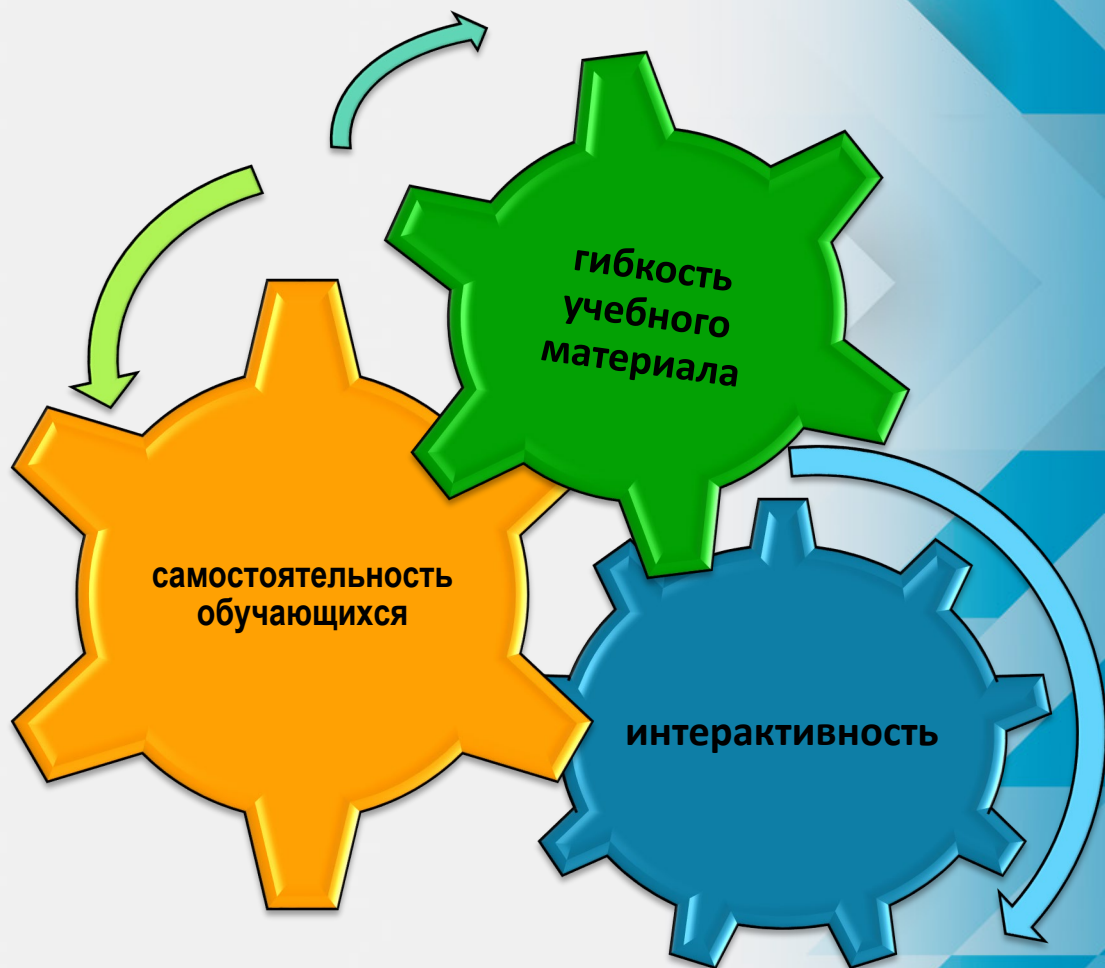 гибкость
учебного
материала
самостоятельность
обучающихся
интерактивность